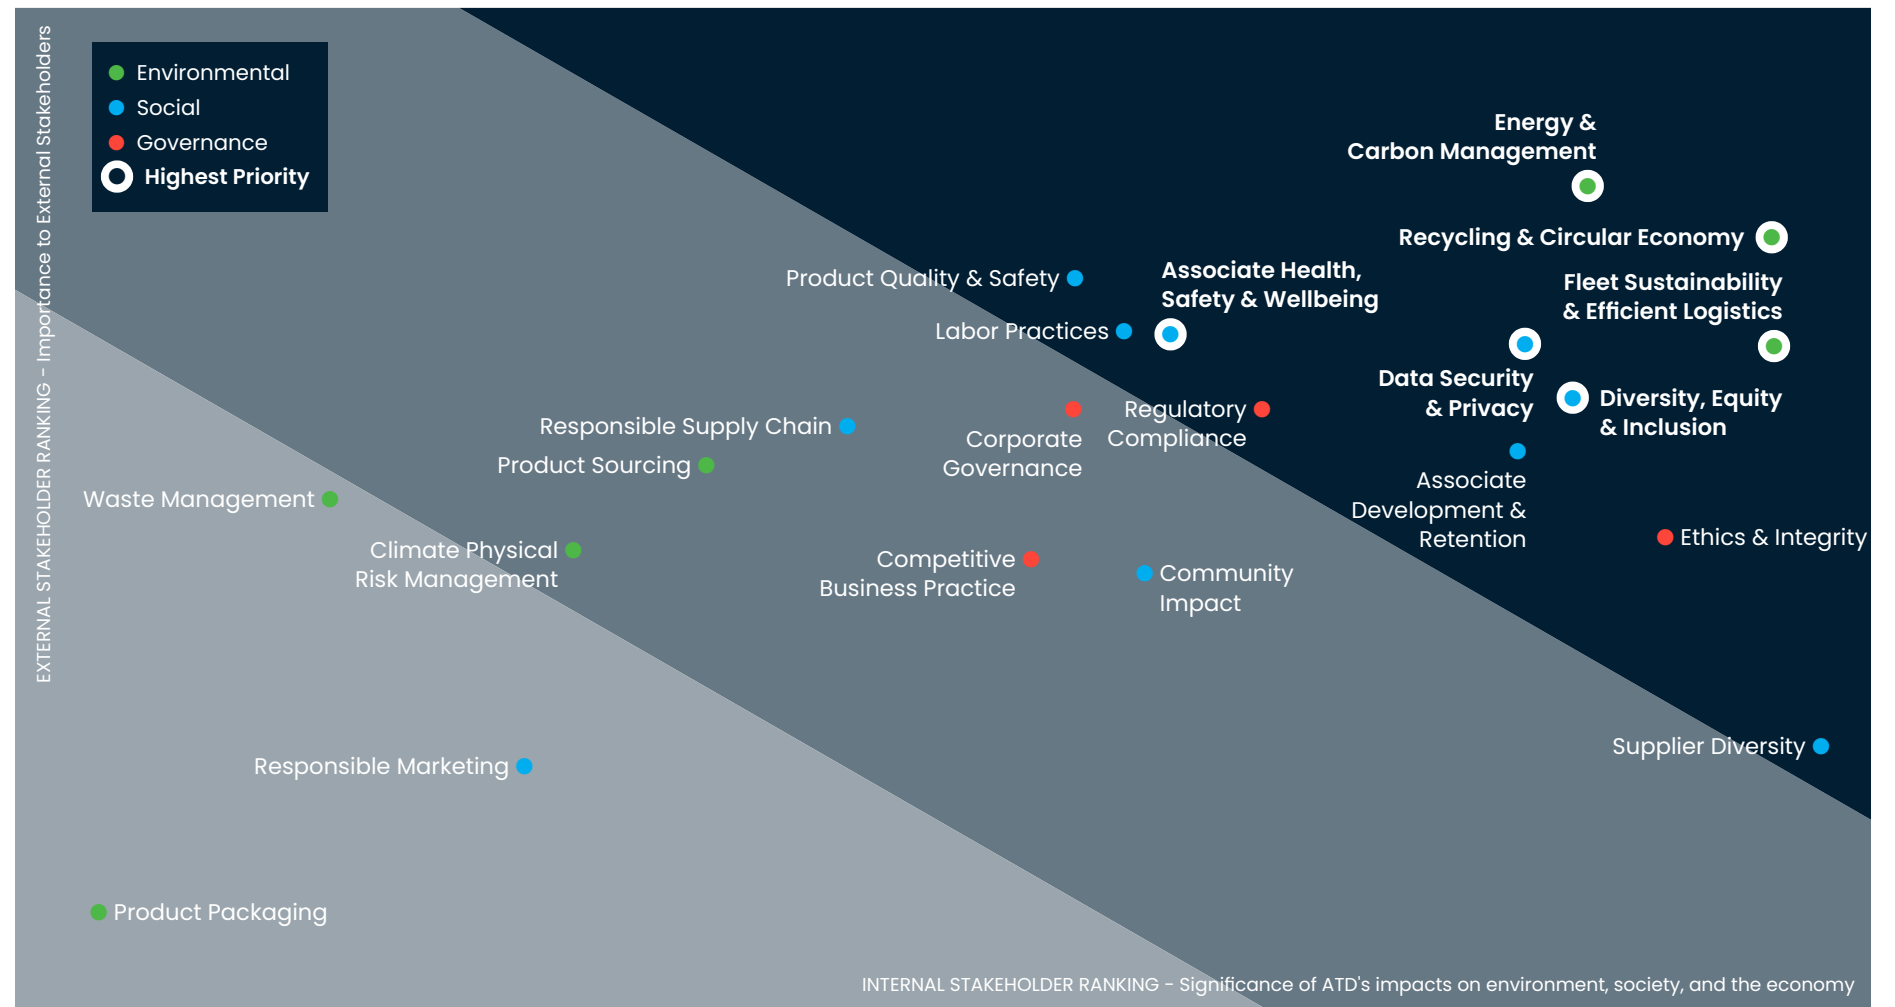 EXTERNAL STAKEHOLDER RANKING - Importance to External Stakeholders
Environmental
Social
Governance
Highest Priority
Energy &
Carbon Management
Recycling & Circular Economy
Fleet Sustainability
& Efficient Logistics
Product Quality & Safety
Associate Health,
Safety & Wellbeing
Labor Practices
Data Security
& Privacy
Diversity, Equity
& Inclusion
Responsible Supply Chain
Corporate
Governance
Regulatory
Compliance
Product Sourcing
Waste Management
Associate
Development &
Retention
Ethics & Integrity
Climate Physical
Risk Management
Competitive
Business Practice
Community
Impact
Supplier Diversity
Responsible Marketing
Product Packaging
INTERNAL STAKEHOLDER RANKING - Significance of ATD's impacts on environment, society, and the economy